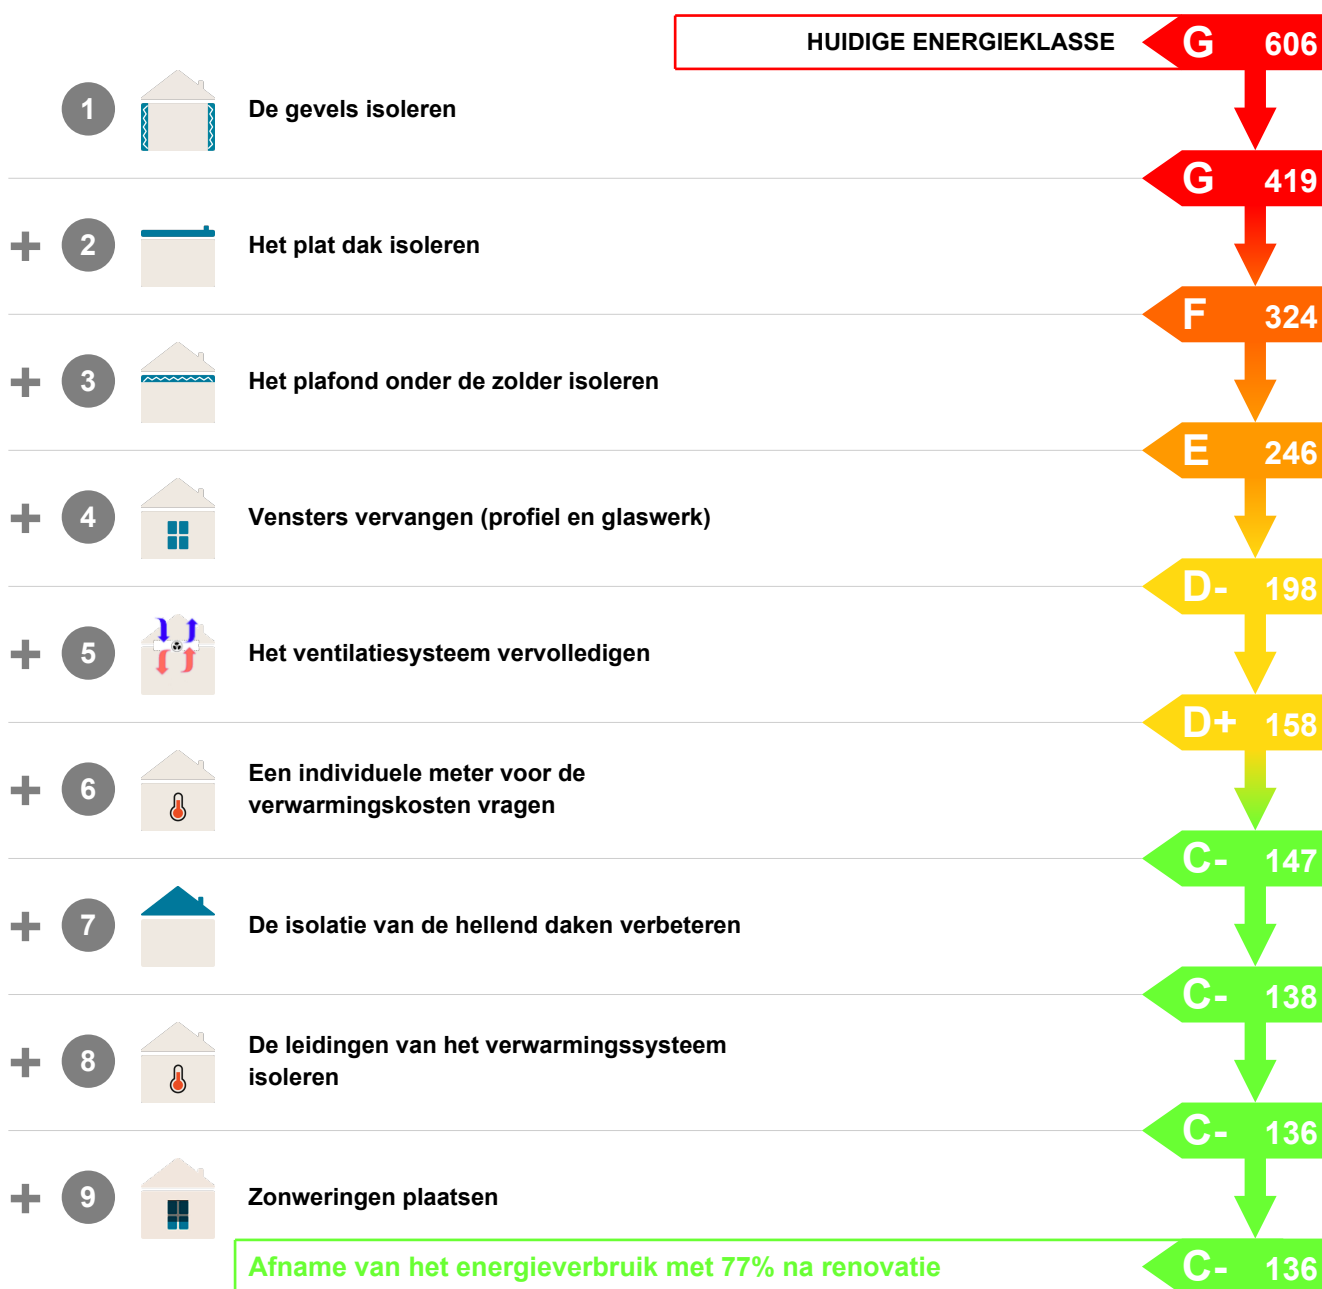 HUIDIGE ENERGIEKLASSE G 606
1 De gevels isoleren
G 419
+ 2 Het plat dak isoleren
F 324
+ 3 Het plafond onder de zolder isoleren
E 246
+ 4 Vensters vervangen (profiel en glaswerk)
D- 198
+ 5 Het ventilatiesysteem vervolledigen
D+ 158
+ 6 Een individuele meter voor de
verwarmingskosten vragen
C- 147
+ 7 De isolatie van de hellend daken verbeteren
C- 138
+ 8 De leidingen van het verwarmingssysteem
isoleren
C- 136
+ 9 Zonweringen plaatsen
Afname van het energieverbruik met 77% na renovatie C- 136